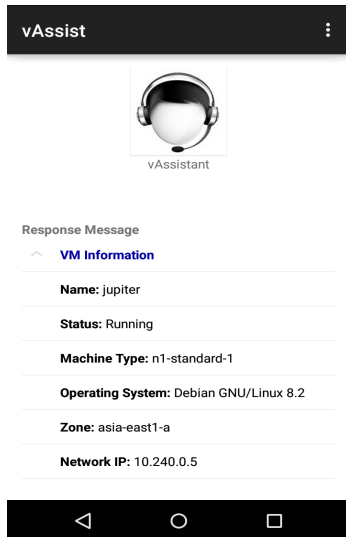 vAssist
vAssistant
Response Message
VM Information
Name: jupiter
Status: Running
Machine Type: n1-standard-1
Operating System: Debian GNU/Linux 8.2
Zone: asia-east1-a
Network IP: 10.240.0.5